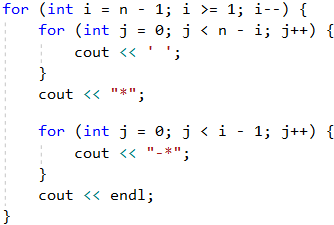 for (int i = n - 1; i >= 1; i--) {
    for (int j = 0; j < n - i; j++) {
        cout << ' ';
    }
    cout << "*";

    for (int j = 0; j < i - 1; j++) {
        cout << "-*";
    }
    cout << endl;
}